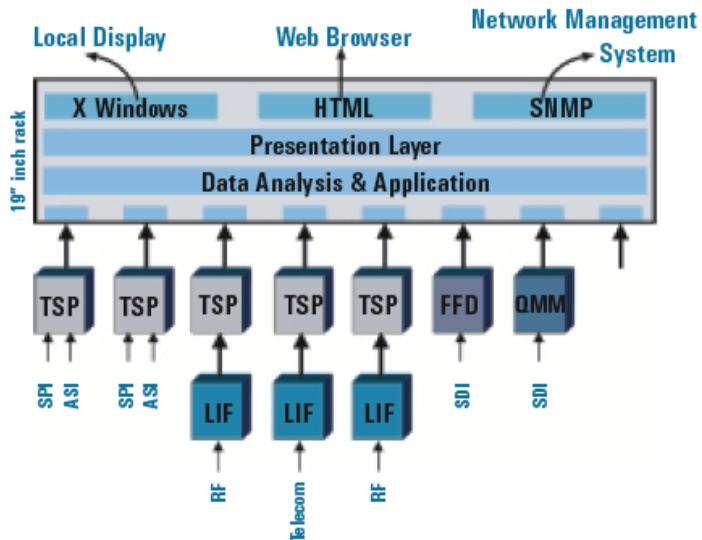 Network Management
Local Display
Web Browser
System
X Windows
HTML
SNMP
Presentation Layer
19" inch rack
Data Analysis & Application
TSP
TSP
TSP
TSP
TSP
FFD
QMM
SPI
ASI
SPI
ASI
LIF
LIF
LIF
SDI
SDI
RF
Telecom
RF